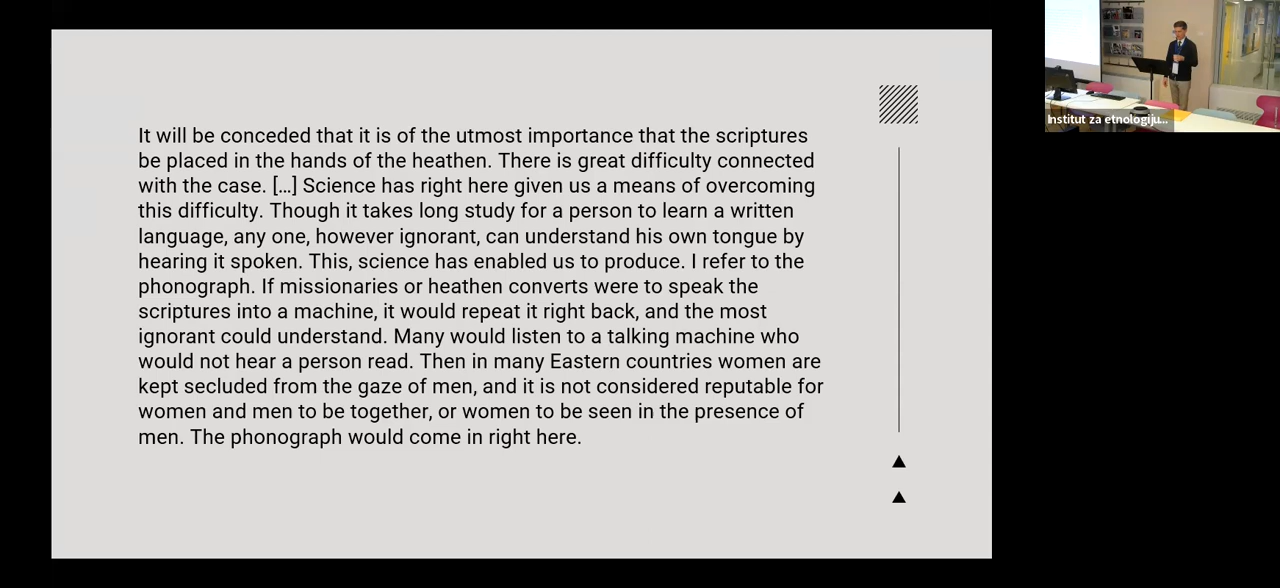 It will be conceded that it is of the utmost importance that the scriptures
be placed in the hands of the heathen. There is great difficulty connected
with the case. […] Science has right here given us a means of overcoming
this difficulty. Though it takes long study for a person to learn a written
language, any one, however ignorant, can understand his own tongue by
hearing it spoken. This, science has enabled us to produce. I refer to the
phonograph. If missionaries or heathen converts were to speak the
scriptures into a machine, it would repeat it right back, and the most
ignorant could understand. Many would listen to a talking machine who
would not hear a person read. Then in many Eastern countries women are
kept secluded from the gaze of men, and it is not considered reputable for
women and men to be together, or women to be seen in the presence of
men. The phonograph would come in right here.
Institut za etnologiju...